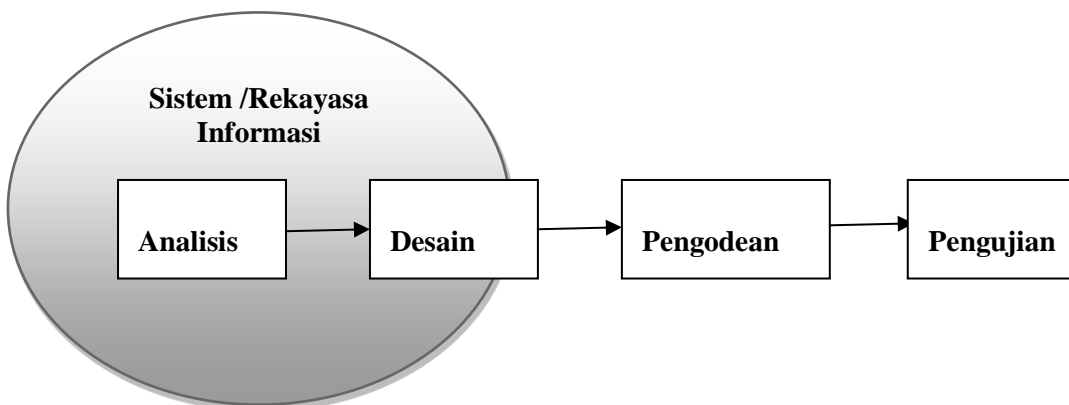 Sistem /Rekayasa
Informasi
Analisis
Desain
Pengodean
Pengujian